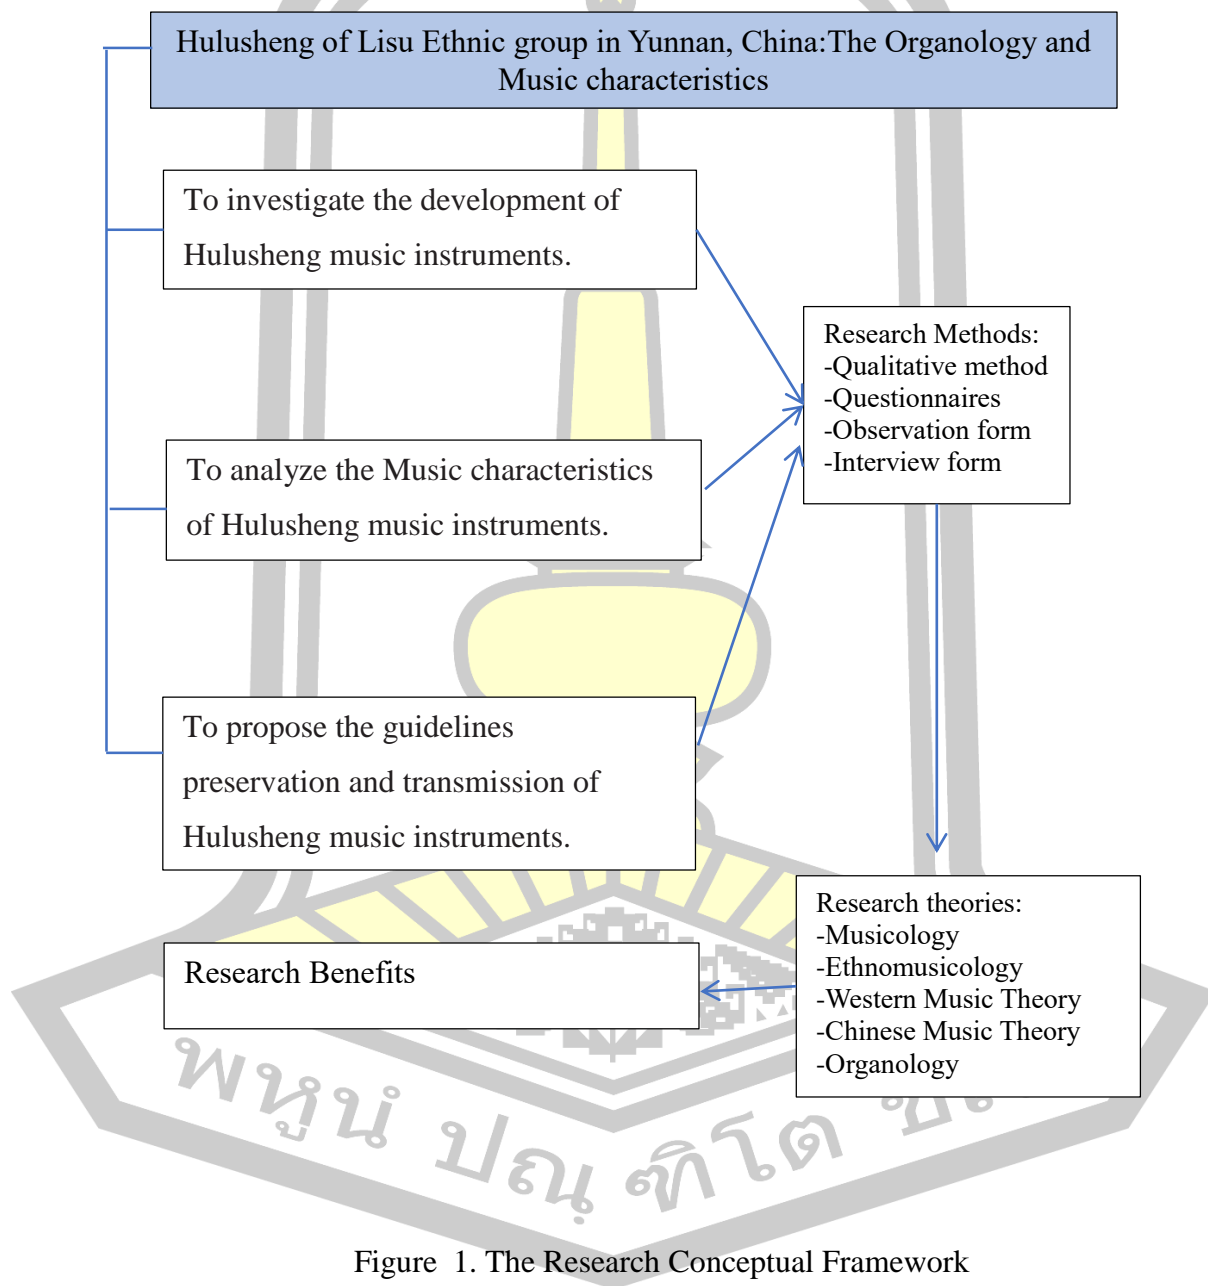 Hulusheng of Lisu Ethnic group in Yunnan, China:The Organology and
Music characteristics
To investigate the development of
Hulusheng music instruments.
Research Methods:
-Qualitative method
-Questionnaires
-Observation form
-Interview form
To analyze the Music characteristics
of Hulusheng music instruments.
To propose the guidelines
preservation and transmission of
Hulusheng music instruments.
Research theories:
-Musicology
-Ethnomusicology
-Western Music Theory
-Chinese Music Theory
-Organology
Research Benefits
พหูนํ ปณฺฑิโต
Figure 1. The Research Conceptual Framework